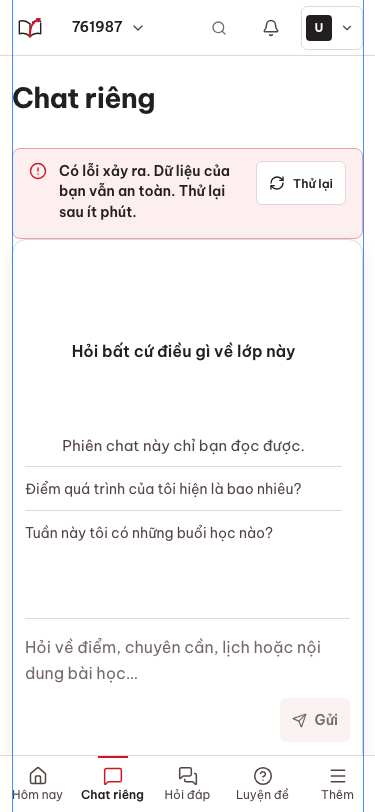 761987
U
Chat riêng
Có lỗi xảy ra. Dữ liệu của
bạn vẫn an toàn. Thử lại
sau ít phút.
Thử lại
Hỏi bất cứ điều gì về lớp này
Phiên chat này chỉ bạn đọc được.
Điểm quá trình của tôi hiện là bao nhiêu?
Tuần này tôi có những buổi học nào?
Hỏi về điểm, chuyên cần, lịch hoặc nội
dung bài học...
Gửi
Hôm nay
Chat riêng
Hỏi đáp
Luyện đề
Thêm